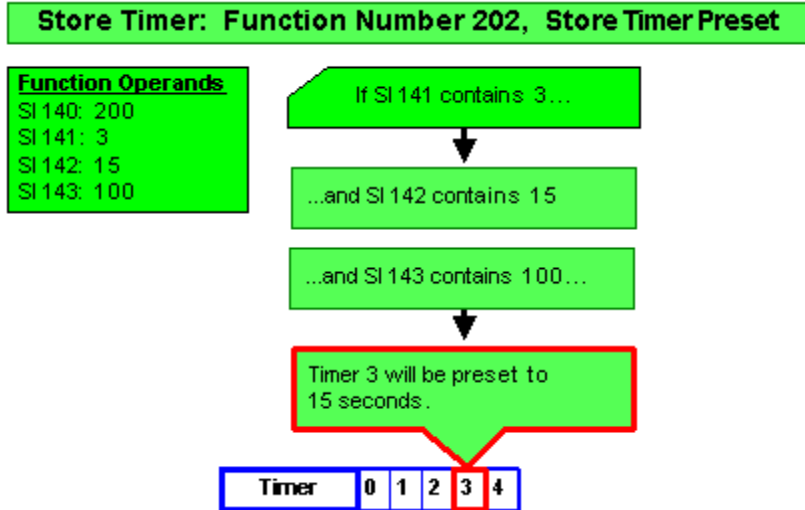 Store Timer: Function Number 202, Store Timer Preset
Function Operands
SI 140: 200
SI 141: 3
SI 142: 15
SI 143: 100
If SI 141 contains 3...
...and SI 142 contains 15
...and SI 143 contains 100...
Timer 3 will be preset to
15 seconds.
Timer 0 1 2 3 4